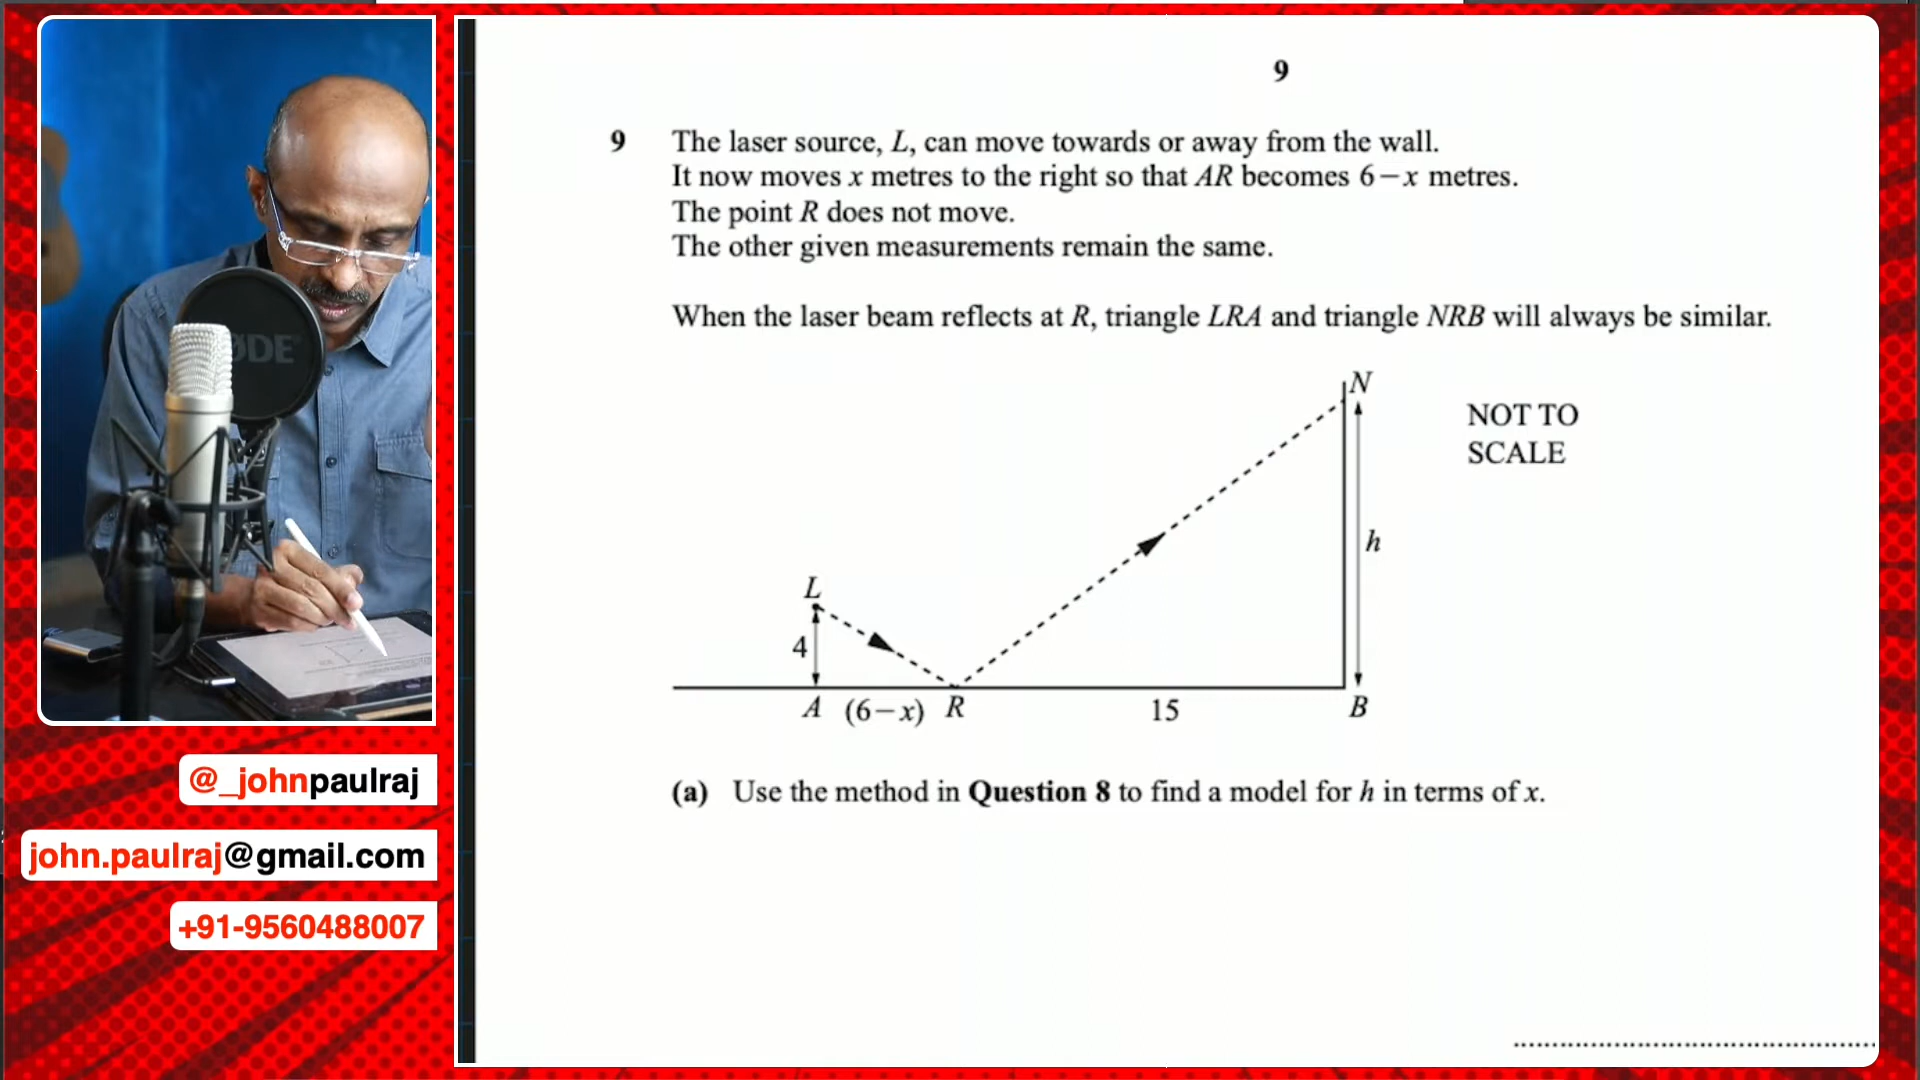 9
9 The laser source, L, can move towards or away from the wall.
It now moves x metres to the right so that AR becomes 6−x metres.
The point R does not move.
The other given measurements remain the same.
When the laser beam reflects at R, triangle LRA and triangle NRB will always be similar.
N
NOT TO
SCALE
h
L
4
A (6−x) R 15 B
(a) Use the method in Question 8 to find a model for h in terms of x.
RØDE
@_johnpaulraj
john.paulraj@gmail.com
+91-9560488007